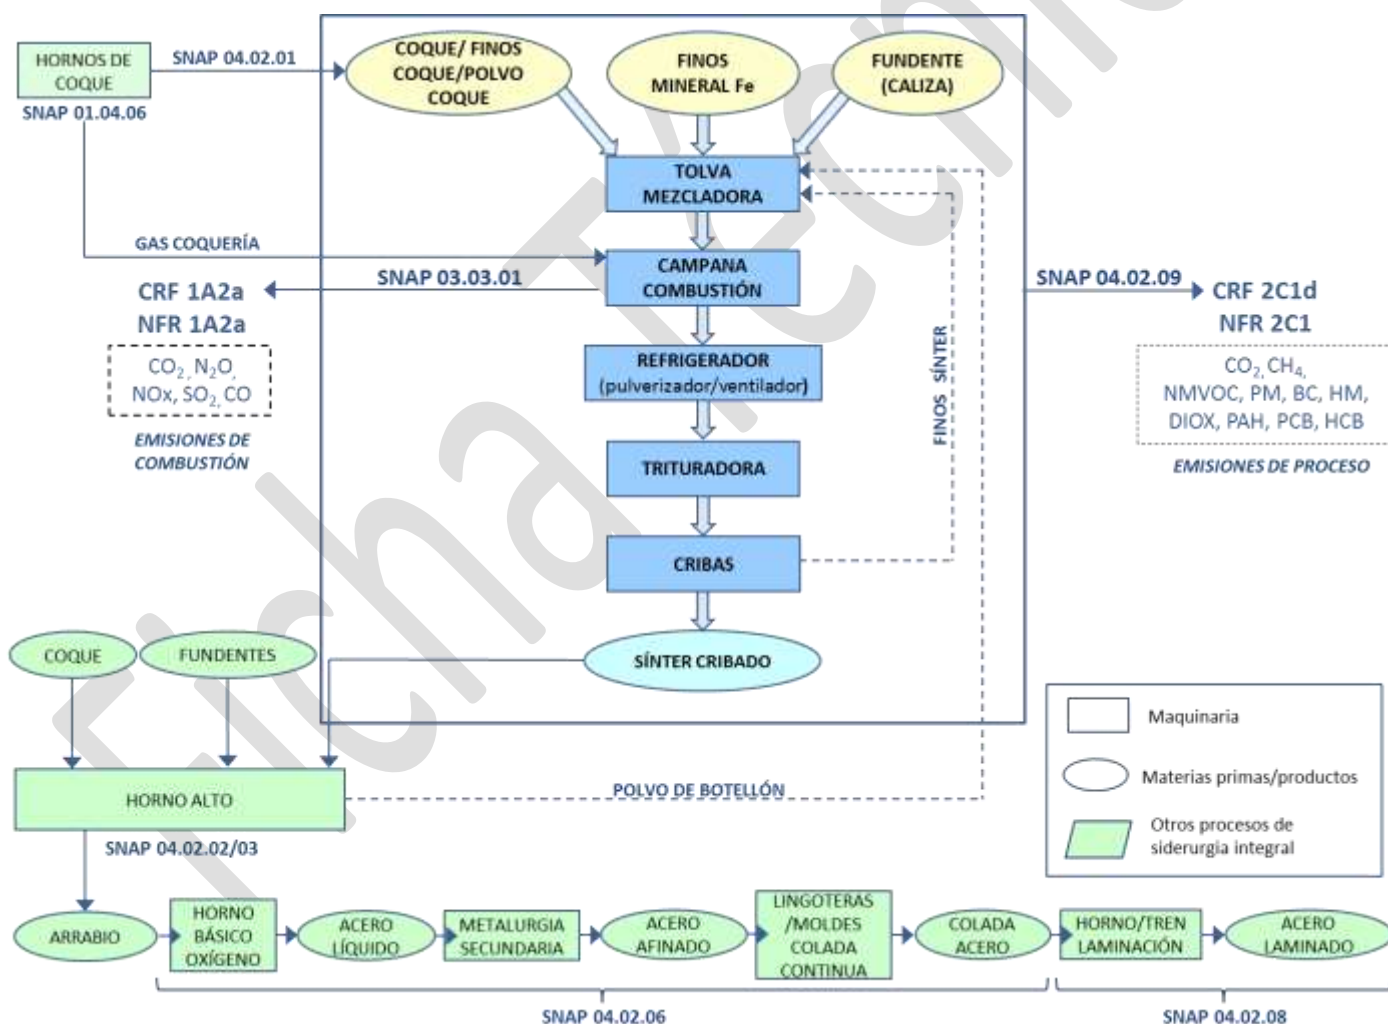 HORNOS DE
COQUE
SNAP 01.04.06
SNAP 04.02.01
COQUE/ FINOS
COQUE/POLVO
COQUE
FINOS
MINERAL Fe
FUNDENTE
(CALIZA)
TOLVA
MEZCLADORA
GAS COQUERÍA
CAMPANA
COMBUSTIÓN
SNAP 03.03.01
CRF 1A2a
NFR 1A2a
CO2, N2O,
NOx, SO2, CO
EMISIONES DE
COMBUSTIÓN
SNAP 04.02.09
CRF 2C1d
NFR 2C1
CO2, CH4,
NMVOC, PM, BC, HM,
DIOX, PAH, PCB, HCB
EMISIONES DE PROCESO
REFRIGERADOR
(pulverizador/ventilador)
FINOS SÍNTER
TRITURADORA
CRIBAS
SÍNTER CRIBADO
COQUE
FUNDENTES
HORNO ALTO
POLVO DE BOTELLÓN
SNAP 04.02.02/03
Maquinaria
Materias primas/productos
Otros procesos de
siderurgia integral
ARRABIO
HORNO
BÁSICO
OXÍGENO
ACERO
LÍQUIDO
METALURGIA
SECUNDARIA
ACERO
AFINADO
LINGOTERAS
/MOLDES
COLADA
CONTINUA
COLADA
ACERO
HORNO/TREN
LAMINACIÓN
ACERO
LAMINADO
SNAP 04.02.06
SNAP 04.02.08
Ficha Técni